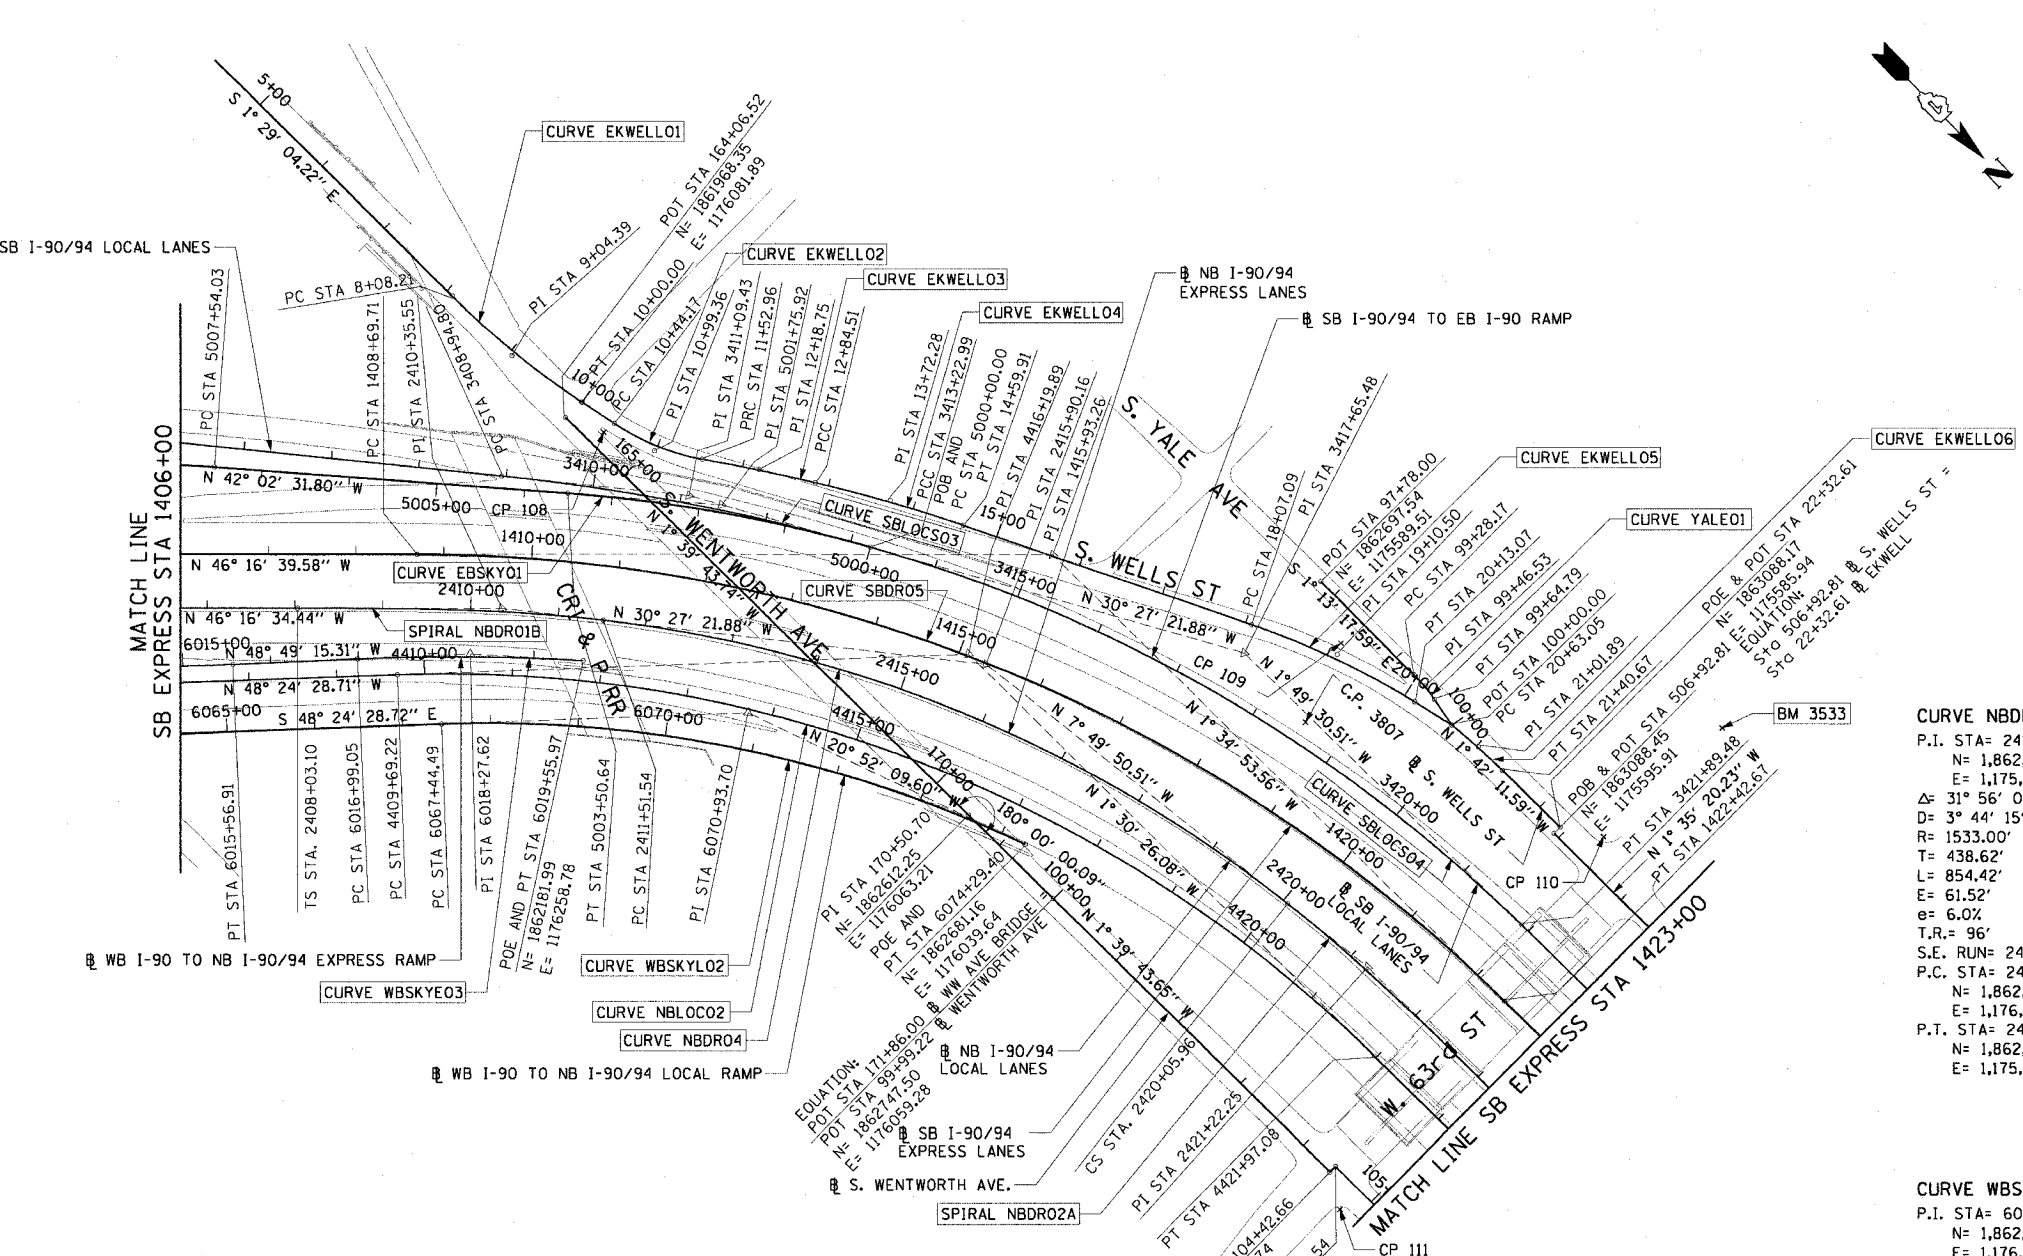 5+00
S 1° 29' 04.22" E
CURVE EKWELL01
PI STA 9+04.39
POT STA 164+06.52
N= 1861968.35
E= 1176081.89
SB I-90/94 LOCAL LANES
PC STA 5007+54.03
PC STA 8+08.21
PC STA 1408+69.71
PI STA 2410+35.55
PC STA 3408+94.80
10+00
PT STA 10+00.00
PC STA 10+44.17
PI STA 10+99.36
PI STA 3411+09.43
PRC STA 11+52.96
PI STA 5001+75.92
PI STA 12+18.75
PCC STA 12+84.51
CURVE EKWELL02
CURVE EKWELL03
CURVE EKWELL04
PI STA 13+72.28
PCC STA 3413+22.99
POB AND
PC STA 5000+00.00
PT STA 14+59.91
PI STA 4416+19.89
PI STA 2415+90.16
PI STA 1415+93.26
℄ NB I-90/94
EXPRESS LANES
℄ SB I-90/94 TO EB I-90 RAMP
S. YALE
AVE
PC STA 18+07.09
PI STA 3417+65.48
POT STA 97+78.00
N= 1862697.54
E= 1175589.51
PI STA 19+10.50
PC STA 99+28.17
PT STA 20+13.07
PI STA 99+46.53
PT STA 99+64.79
POT STA 100+00.00
PC STA 20+63.05
PI STA 21+01.89
PT STA 21+40.67
CURVE EKWELL05
CURVE YALE01
CURVE EKWELL06
POE & POT STA 22+32.61
N= 1863088.17
E= 1175585.94
EQUATION:
Sta 506+92.81 ℄ S. WELLS ST =
Sta 22+32.61 ℄ EKWELL
POB & POT STA 506+92.81
N= 1863088.45
E= 1175595.91
N
MATCH LINE
SB EXPRESS STA 1406+00
N 42° 02' 31.80" W
5005+00
CP 108
3410+00
165+00
S. WENTWORTH AVE
N 1° 39' 43.74" W
CURVE SBLOCS03
15+00
S. WELLS ST
1410+00
N 46° 16' 39.58" W
CURVE EBSKY01
2410+00
CRI & P RR
5000+00
3415+00
CURVE SBDR05
N 30° 27' 21.88" W
S 1° 13' 17.59" E
20+00
100+00
N 46° 16' 34.44" W
SPIRAL NBDR01B
N 30° 27' 21.88" W
1415+00
CP 109
N 1° 49' 30.51" W
C.P. 3807
℄ S. WELLS ST
N 1° 42' 11.59" W
6015+00
N 48° 49' 15.31" W
4410+00
2415+00
N 48° 24' 28.71" W
6065+00
S 48° 24' 28.72" E
6070+00
4415+00
N 20° 52' 09.60" W
170+00
N 7° 49' 50.51" W
N 1° 34' 53.56" W
3420+00
CURVE SBLOCS04
BM 3533
PT STA 3421+89.48
N 1° 35' 20.23" W
PT STA 1422+42.67
N 1° 30' 26.08" W
1420+00
2420+00
4420+00
℄ SB I-90/94
LOCAL LANES
CP 110
PT STA 6015+56.91
TS STA. 2408+03.10
PC STA 6016+99.05
PC STA 4409+69.22
PC STA 6067+44.49
PI STA 6018+27.62
POE AND PT STA 6019+55.97
N= 1862181.99
E= 1176258.78
PT STA 5003+50.64
PC STA 2411+51.54
PI STA 6070+93.70
PI STA 170+50.70
N= 1862612.25
E= 1176063.21
POE AND
PT STA 6074+29.40
N= 1862681.16
E= 1176039.64
180° 00' 00.09"
100+00
N 1° 39' 43.65" W
℄ WB I-90 TO NB I-90/94 EXPRESS RAMP
CURVE WBSKYE03
CURVE WBSKYL02
CURVE NBLOC02
CURVE NBDR04
℄ WB I-90 TO NB I-90/94 LOCAL RAMP
EQUATION:
POT STA 171+86.00 ℄ WW AVE BRIDGE
POT STA 99+99.22 ℄ WENTWORTH AVE
N= 1862747.50
E= 1176059.28
℄ NB I-90/94
LOCAL LANES
℄ SB I-90/94
EXPRESS LANES
℄ S. WENTWORTH AVE.
SPIRAL NBDR02A
CS STA. 2420+05.96
PI STA 2421+22.25
PT STA 4421+97.08
104+42.66
CP 111
105
W. 63rd ST
MATCH LINE SB EXPRESS STA 1423+00
CURVE NBD
P.I. STA= 24
N= 1,862,
E= 1,175,
Δ= 31° 56' 0
D= 3° 44' 15"
R= 1533.00'
T= 438.62'
L= 854.42'
E= 61.52'
e= 6.0%
T.R.= 96'
S.E. RUN= 24
P.C. STA= 24
N= 1,862,
E= 1,176,
P.T. STA= 24
N= 1,862,
E= 1,175,
CURVE WBS
P.I. STA= 60
N= 1,862,
E= 1,176,